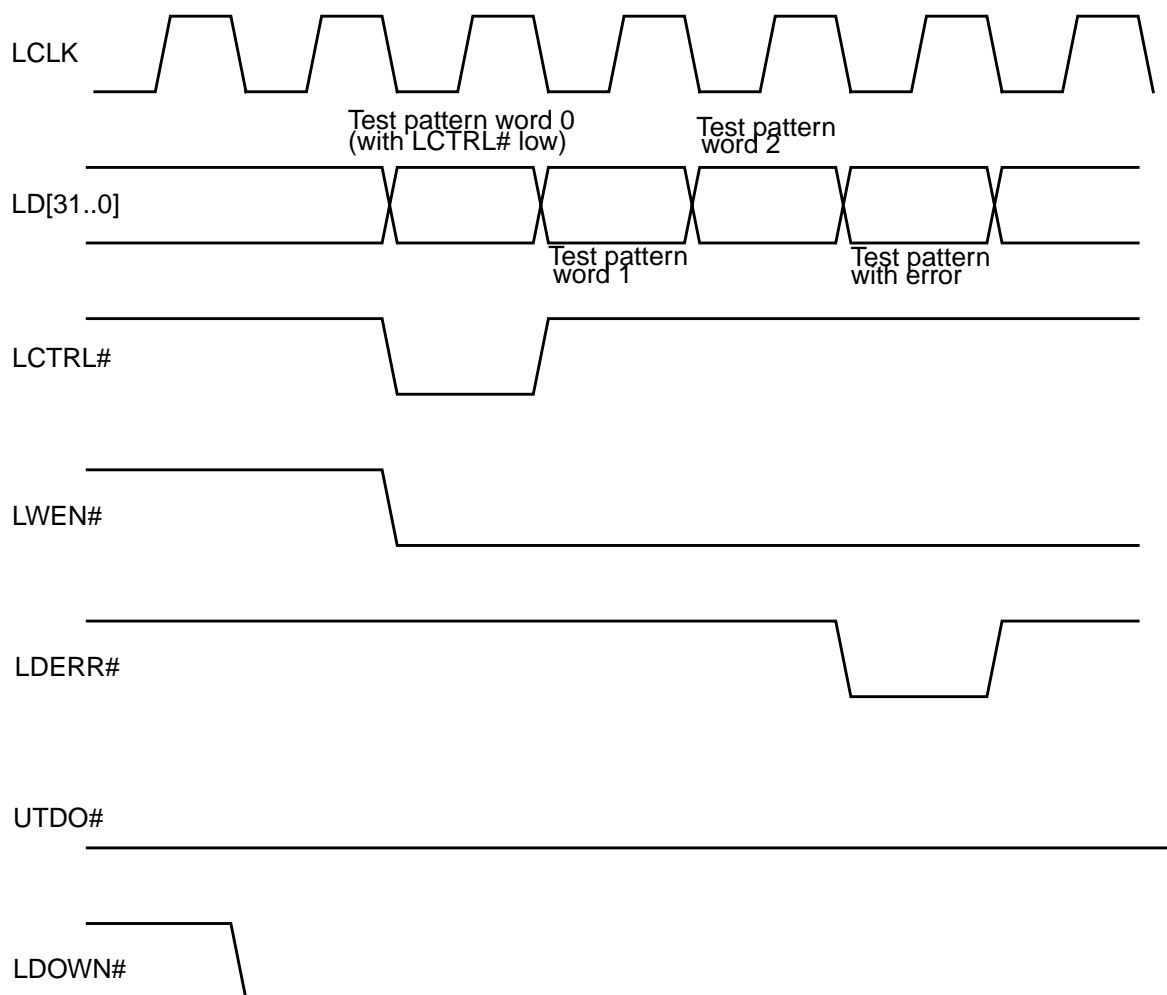 LCLK
Test pattern word 0
(with LCTRL# low)
Test pattern
word 2
LD[31..0]
Test pattern
word 1
Test pattern
with error
LCTRL#
LWEN#
LDERR#
UTDO#
LDOWN#